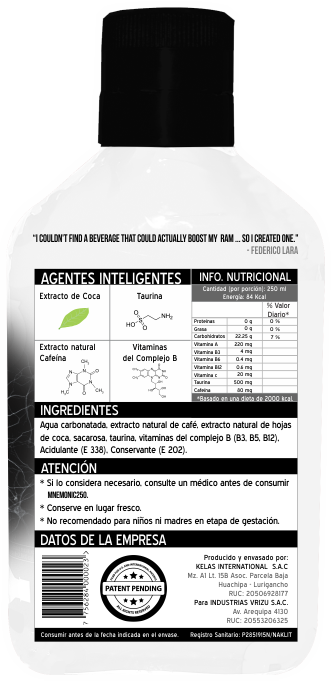 "I COULDN'T FIND A BEVERAGE THAT COULD ACTUALLY BOOST MY RAM ... SO I CREATED ONE."
- FEDERICO LARA
AGENTES INTELIGENTES
Extracto de Coca
Taurina
HO
NH₂
Extracto natural
Cafeína
Vitaminas
del Complejo B
CH₃
H₃C
CH₃
INFO. NUTRICIONAL
Cantidad (por porción): 250 ml
Energía: 84 Kcal
% Valor
Diario*
Proteínas 0 g 0 %
Grasa 0 g 0 %
Carbohidratos 22.25 g 7 %
Vitamina A 220 mg
Vitamina B3 4 mg
Vitamina B6 0.4 mg
Vitamina B12 0.6 mg
Vitamina c 20 mg
Taurina 500 mg
Cafeína 80 mg
*Basado en una dieta de 2000 kcal.
INGREDIENTES
Agua carbonatada, extracto natural de café, extracto natural de hojas
de coca, sacarosa, taurina, vitaminas del complejo B (B3, B5, B12),
Acidulante (E 338), Conservante (E 202).
ATENCIÓN
* Si lo considera necesario, consulte un médico antes de consumir
MNEMONIC250.
* Conserve en lugar fresco.
* No recomendado para niños ni madres en etapa de gestación.
DATOS DE LA EMPRESA
PATENT PENDING
ALL RIGHTS RESERVED
Producido y envasado por:
KELAS INTERNATIONAL S.A.C
Mz. A1 Lt. 15B Asoc. Parcela Baja
Huachipa - Lurigancho
RUC: 20506928177
Para INDUSTRIAS VRIZU S.A.C.
Av. Arequipa 4130
RUC: 20553206325
Consumir antes de la fecha indicada en el envase.
Registro Sanitario: P2851915N/NAKLIT